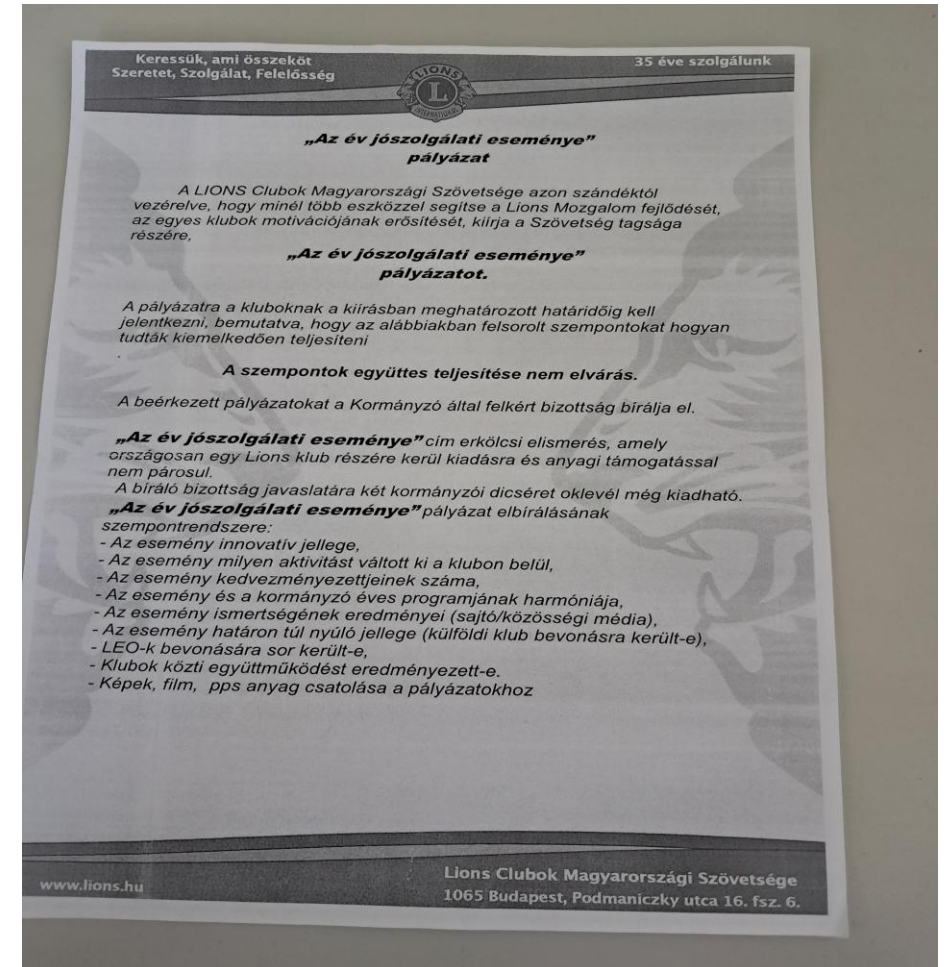 Keressük, ami összeköt
Szeretet, Szolgálat, Felelősség
35 éve szolgálunk
LIONS
L
INTERNATIONAL
„Az év jószolgálati eseménye”
pályázat
A LIONS Clubok Magyarországi Szövetsége azon szándéktól
vezérelve, hogy minél több eszközzel segítse a Lions Mozgalom fejlődését,
az egyes klubok motivációjának erősítését, kiírja a Szövetség tagsága
részére,
„Az év jószolgálati eseménye”
pályázatot.
A pályázatra a kluboknak a kiírásban meghatározott határidőig kell
jelentkezni, bemutatva, hogy az alábbiakban felsorolt szempontokat hogyan
tudták kiemelkedően teljesíteni
.
A szempontok együttes teljesítése nem elvárás.
A beérkezett pályázatokat a Kormányzó által felkért bizottság bírálja el.
„Az év jószolgálati eseménye” cím erkölcsi elismerés, amely
országosan egy Lions klub részére kerül kiadásra és anyagi támogatással
nem párosul.
A bíráló bizottság javaslatára két kormányzói dicséret oklevél még kiadható.
„Az év jószolgálati eseménye” pályázat elbírálásának
szempontrendszere:
- Az esemény innovatív jellege,
- Az esemény milyen aktivitást váltott ki a klubon belül,
- Az esemény kedvezményezettjeinek száma,
- Az esemény és a kormányzó éves programjának harmóniája,
- Az esemény ismertségének eredményei (sajtó/közösségi média),
- Az esemény határon túl nyúló jellege (külföldi klub bevonásra került-e),
- LEO-k bevonására sor került-e,
- Klubok közti együttműködést eredményezett-e.
- Képek, film, pps anyag csatolása a pályázatokhoz
www.lions.hu
Lions Clubok Magyarországi Szövetsége
1065 Budapest, Podmaniczky utca 16. fsz. 6.